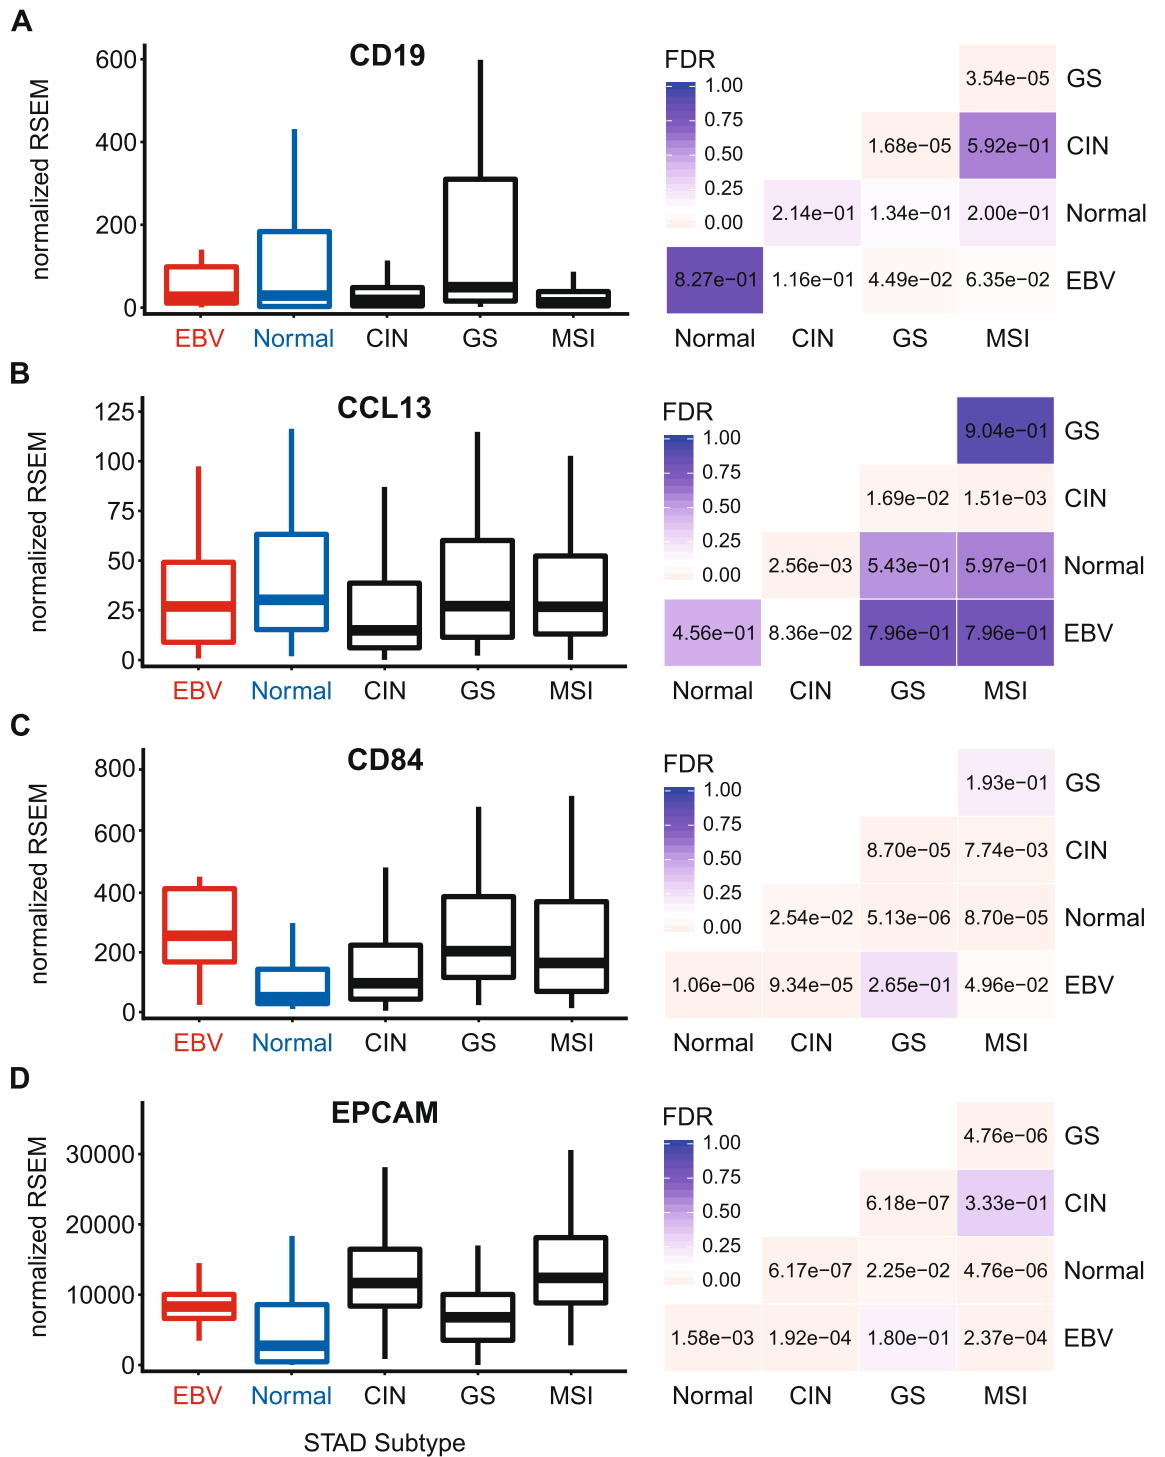 A
CD19
normalized RSEM
600
400
200
0
EBV Normal CIN GS MSI
FDR
1.00
0.75
0.50
0.25
0.00
3.54e−05 GS
1.68e−05 5.92e−01 CIN
2.14e−01 1.34e−01 2.00e−01 Normal
8.27e−01 1.16e−01 4.49e−02 6.35e−02 EBV
Normal CIN GS MSI
B
CCL13
normalized RSEM
125
100
75
50
25
0
EBV Normal CIN GS MSI
FDR
1.00
0.75
0.50
0.25
0.00
9.04e−01 GS
1.69e−02 1.51e−03 CIN
2.56e−03 5.43e−01 5.97e−01 Normal
4.56e−01 8.36e−02 7.96e−01 7.96e−01 EBV
Normal CIN GS MSI
C
CD84
normalized RSEM
800
600
400
200
0
EBV Normal CIN GS MSI
FDR
1.00
0.75
0.50
0.25
0.00
1.93e−01 GS
8.70e−05 7.74e−03 CIN
2.54e−02 5.13e−06 8.70e−05 Normal
1.06e−06 9.34e−05 2.65e−01 4.96e−02 EBV
Normal CIN GS MSI
D
EPCAM
normalized RSEM
30000
20000
10000
0
EBV Normal CIN GS MSI
STAD Subtype
FDR
1.00
0.75
0.50
0.25
0.00
4.76e−06 GS
6.18e−07 3.33e−01 CIN
6.17e−07 2.25e−02 4.76e−06 Normal
1.58e−03 1.92e−04 1.80e−01 2.37e−04 EBV
Normal CIN GS MSI